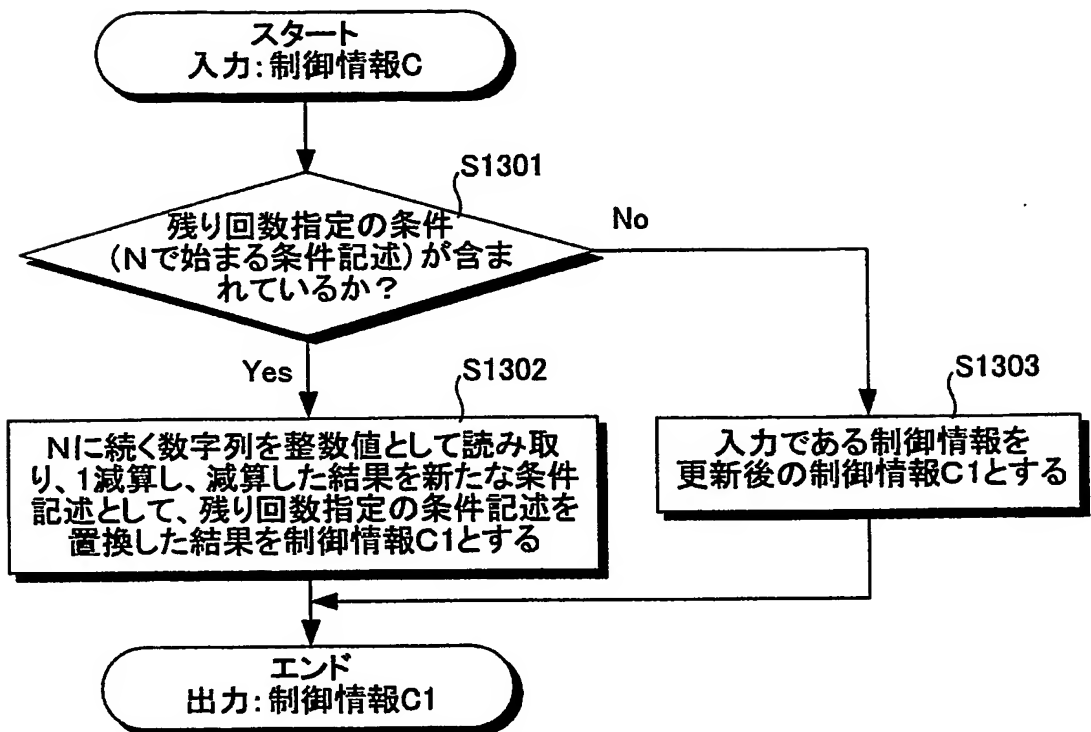 スタート
入力:制御情報C
S1301
残り回数指定の条件
(Nで始まる条件記述)が含ま
れているか?
No
Yes
S1302
Nに続く数字列を整数値として読み取
り、1減算し、減算した結果を新たな条件
記述として、残り回数指定の条件記述を
置換した結果を制御情報C1とする
S1303
入力である制御情報を
更新後の制御情報C1とする
エンド
出力:制御情報C1